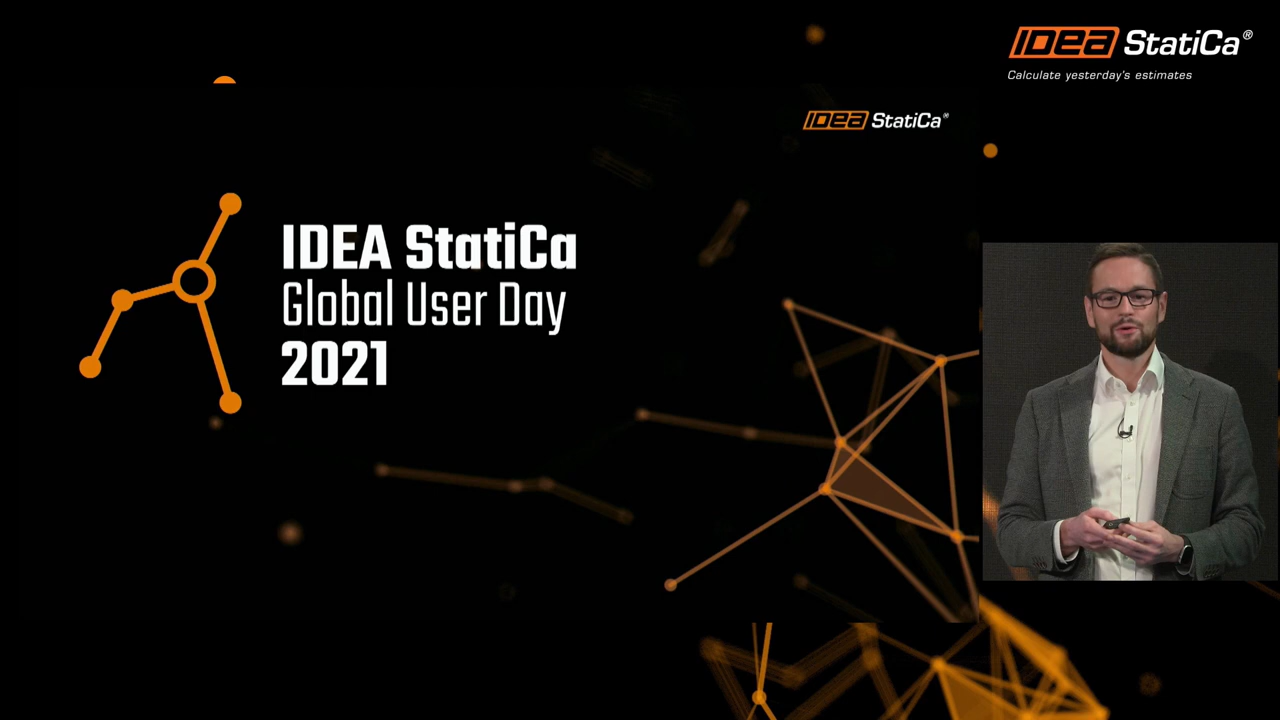 IDEA StatiCa®
Calculate yesterday's estimates
IDEA StatiCa®
IDEA StatiCa
Global User Day
2021